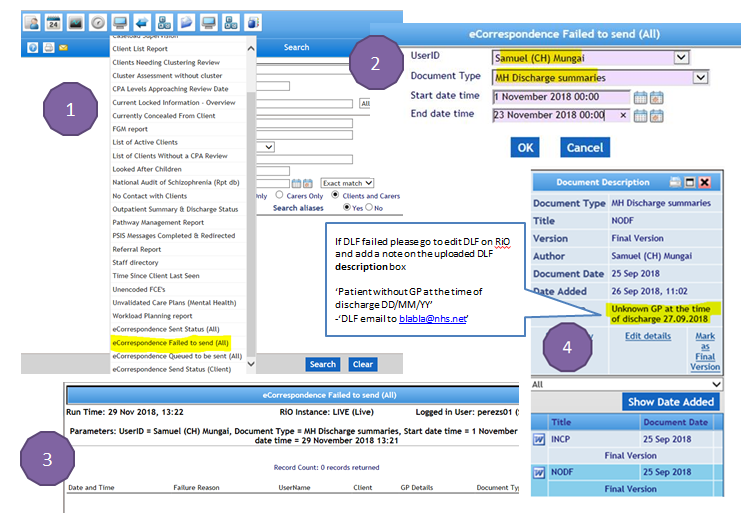 24
Caseload Supervision
Client List Report
Clients Needing Clustering Review
Cluster Assessment without cluster
CPA Levels Approaching Review Date
Current Locked Information - Overview
Currently Concealed From Client
FGM report
List of Active Clients
List of Clients Without a CPA Review
Looked After Children
National Audit of Schizophrenia (Rpt db)
No Contact with Clients
Outpatient Summary & Discharge Status
Pathway Management Report
PSIS Messages Completed & Redirected
Referral Report
Staff directory
Time Since Client Last Seen
Unencoded FCE's
Unvalidated Care Plans (Mental Health)
Workload Planning report
eCorrespondence Sent Status (All)
eCorrespondence Failed to send (All)
eCorrespondence Queued to be sent (All)
eCorrespondence Send Status (Client)
Search
All
Exact match
Only Carers Only Clients and Carers
Search aliases Yes No
Search Clear
1
2
eCorrespondence Failed to send (All)
UserID Samuel (CH) Mungai
Document Type MH Discharge summaries
Start date time 1 November 2018 00:00
End date time 23 November 2018 00:00 ×
OK Cancel
If DLF failed please go to edit DLF on RiO
and add a note on the uploaded DLF
description box
'Patient without GP at the time of
discharge DD/MM/YY'
-'DLF email to blabla@nhs.net'
Document Description
Document Type MH Discharge summaries
Title NODF
Version Final Version
Author Samuel (CH) Mungai
Document Date 25 Sep 2018
Date Added 26 Sep 2018, 11:02
Unknown GP at the time
of discharge 27.09.2018
4
Edit details Mark
as
Final
Version
All
Show Date Added
Title Document Date
INCP 25 Sep 2018
Final Version
NODF 25 Sep 2018
Final Version
3
eCorrespondence Failed to send (All)
Run Time: 29 Nov 2018, 13:22 RiO Instance: LIVE (Live) Logged in User: perezs01
Parameters: UserID = Samuel (CH) Mungai, Document Type = MH Discharge summaries, Start date time = 1 November
date time = 29 November 2018 13:21
Record Count: 0 records returned
Date and Time Failure Reason UserName Client GP Details Document Typ